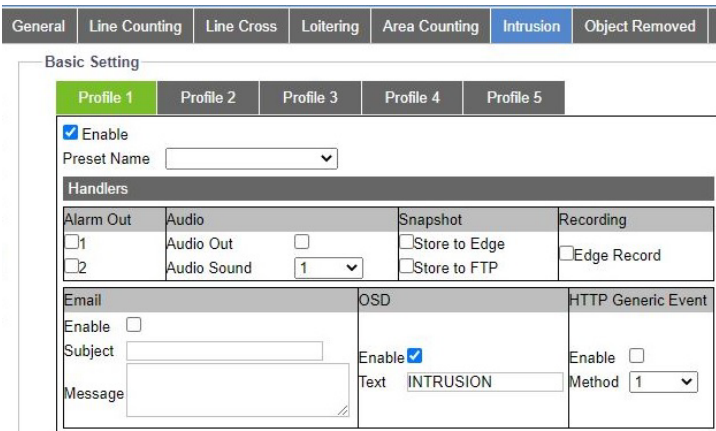 General Line Counting Line Cross Loitering Area Counting Intrusion Object Removed
Basic Setting
Profile 1 Profile 2 Profile 3 Profile 4 Profile 5
Enable
Preset Name
Handlers
Alarm Out Audio Snapshot Recording
1 Audio Out Store to Edge Edge Record
2 Audio Sound 1 Store to FTP
Email OSD HTTP Generic Event
Enable
Subject Enable Enable
Message Text INTRUSION Method 1